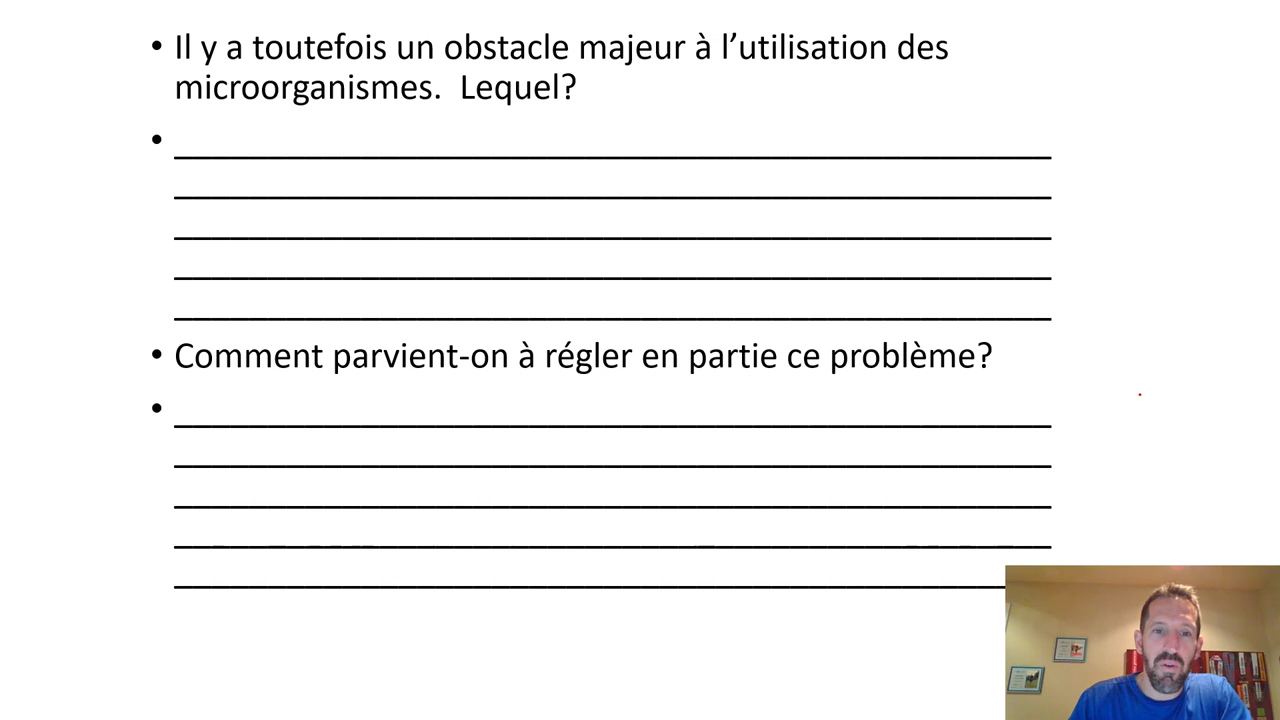 • Il y a toutefois un obstacle majeur à l’utilisation des
microorganismes.  Lequel?
• Comment parvient-on à régler en partie ce problème?